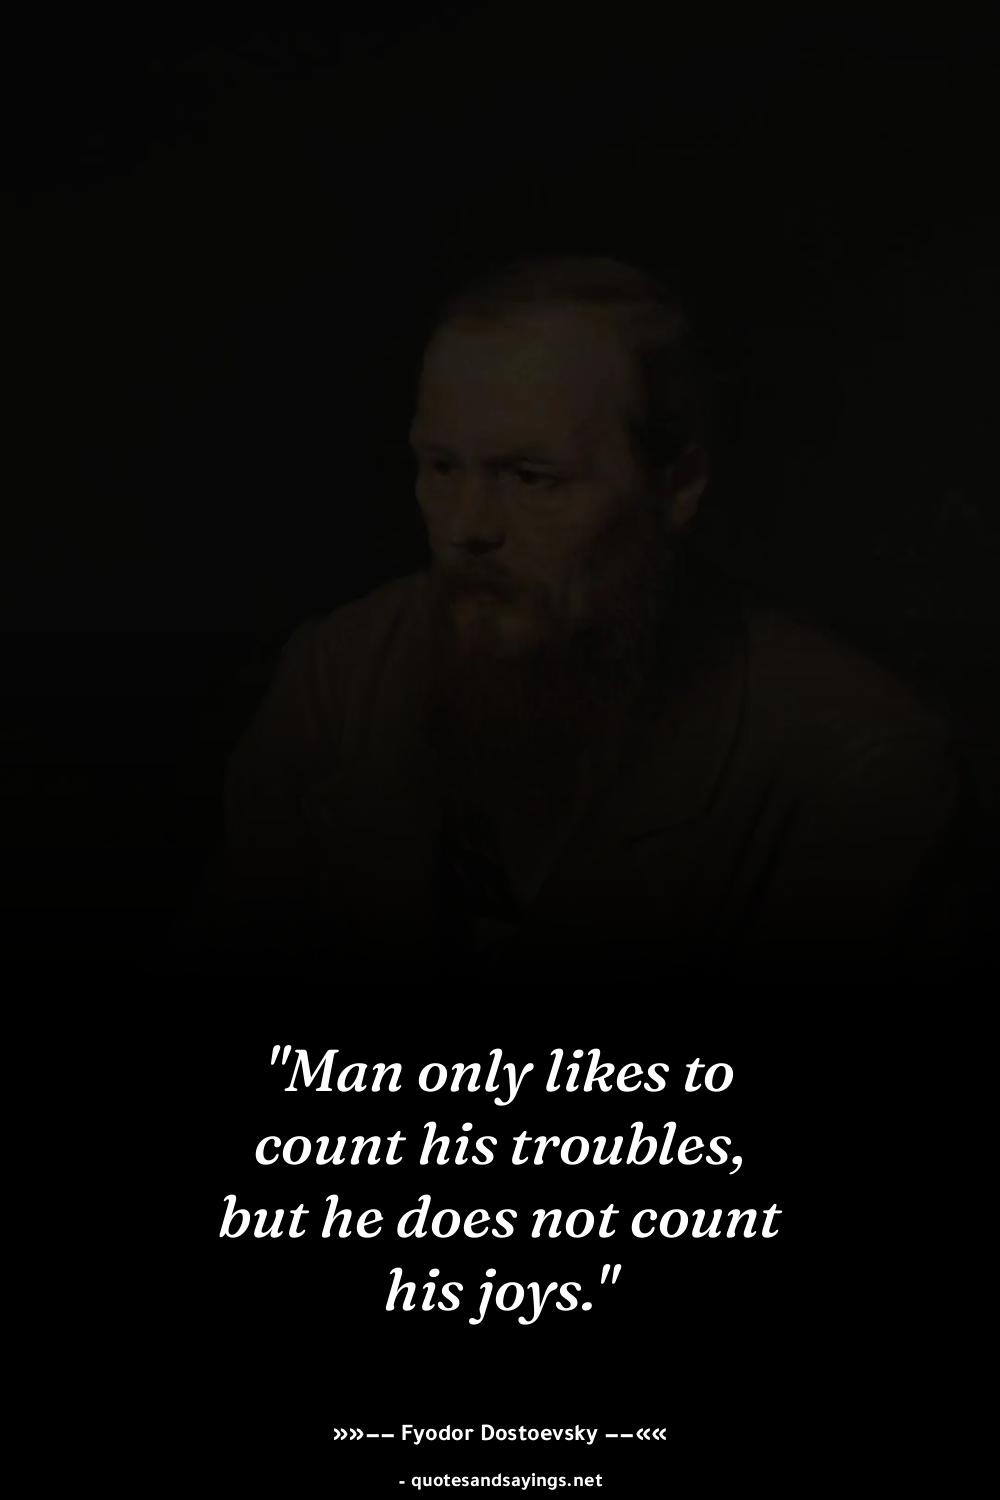 "Man only likes to
count his troubles,
but he does not count
his joys."
»»–– Fyodor Dostoevsky ––««
- quotesandsayings.net